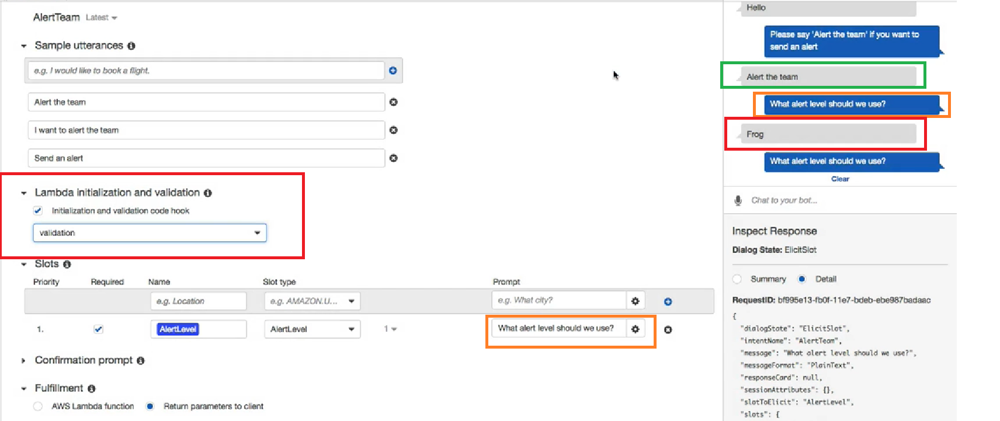 AlertTeam Latest
Sample utterances
e.g. I would like to book a flight.
Alert the team
I want to alert the team
Send an alert
Lambda initialization and validation
Initialization and validation code hook
validation
Slots
Priority Required Name Slot type Prompt
e.g. Location e.g. AMAZON.U... e.g. What city?
1. AlertLevel AlertLevel 1 What alert level should we use?
Confirmation prompt
Fulfillment
AWS Lambda function Return parameters to client
Hello
Please say 'Alert the team' if you want to
send an alert
Alert the team
What alert level should we use?
Frog
What alert level should we use?
Clear
Chat to your bot...
Inspect Response
Dialog State: ElicitSlot
Summary Detail
RequestID: bf995e13-fb0f-11e7-bdeb-ebe987badaac
{
"dialogState": "ElicitSlot",
"intentName": "AlertTeam",
"message": "What alert level should we use?",
"messageFormat": "PlainText",
"responseCard": null,
"sessionAttributes": {},
"slotToElicit": "AlertLevel",
"slots": {